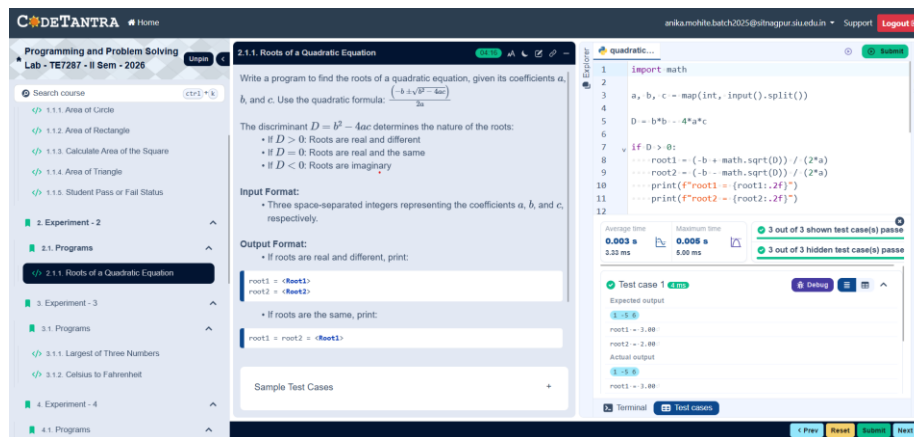 CODETANTRA Home
anika.mohite.batch2025@sitnagpur.siu.edu.in Support Logout
Programming and Problem Solving
Lab - TE7287 - II Sem - 2026
Unpin
Search course
ctrl + k
</> 1.1.1. Area of Circle
</> 1.1.2. Area of Rectangle
</> 1.1.3. Calculate Area of the Square
</> 1.1.4. Area of Triangle
</> 1.1.5. Student Pass or Fail Status
2. Experiment - 2
2.1. Programs
</> 2.1.1. Roots of a Quadratic Equation
3. Experiment - 3
3.1. Programs
</> 3.1.1. Largest of Three Numbers
</> 3.1.2. Celsius to Fahrenheit
4. Experiment - 4
4.1. Programs
2.1.1. Roots of a Quadratic Equation
04:16
Write a program to find the roots of a quadratic equation, given its coefficients a,
b, and c. Use the quadratic formula: (−b ± √(b² − 4ac)) / 2a
The discriminant D = b² − 4ac determines the nature of the roots:
• If D > 0: Roots are real and different
• If D = 0: Roots are real and the same
• If D < 0: Roots are imaginary
Input Format:
• Three space-separated integers representing the coefficients a, b, and c,
respectively.
Output Format:
• If roots are real and different, print:
root1 = <Root1>
root2 = <Root2>
• If roots are the same, print:
root1 = root2 = <Root1>
Sample Test Cases +
Explorer
quadratic...
Submit
1 import math
2
3 a, b, c = map(int, input().split())
4
5 D = b*b - 4*a*c
6
7 if D > 0:
8 root1 = (-b + math.sqrt(D)) / (2*a)
9 root2 = (-b - math.sqrt(D)) / (2*a)
10 print(f"root1 = {root1:.2f}")
11 print(f"root2 = {root2:.2f}")
12
Average time
0.003 s
3.33 ms
Maximum time
0.005 s
5.00 ms
3 out of 3 shown test case(s) passe
3 out of 3 hidden test case(s) passe
Test case 1 4 ms
Debug
Expected output
1 -5 6
root1 = 3.00
root2 = 2.00
Actual output
1 -5 6
root1 = 3.00
Terminal
Test cases
< Prev Reset Submit Next